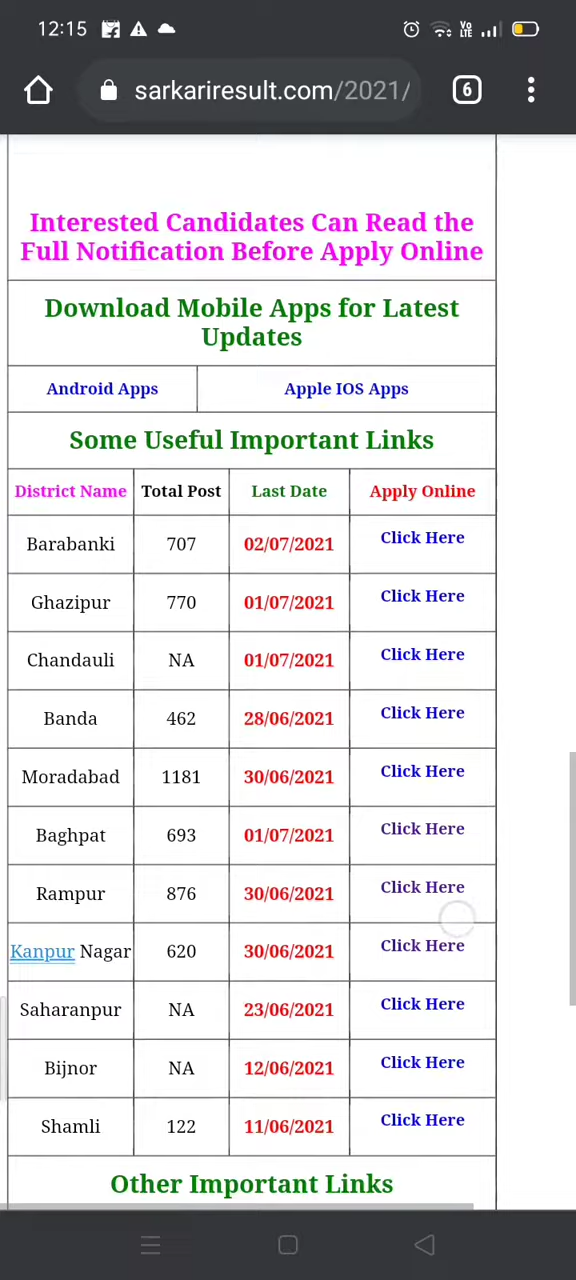 12:15
VO LTE
sarkariresult.com/2021/
6
Interested Candidates Can Read the
Full Notification Before Apply Online
Download Mobile Apps for Latest
Updates
Android Apps Apple IOS Apps
Some Useful Important Links
District Name Total Post Last Date Apply Online
Barabanki 707 02/07/2021 Click Here
Ghazipur 770 01/07/2021 Click Here
Chandauli NA 01/07/2021 Click Here
Banda 462 28/06/2021 Click Here
Moradabad 1181 30/06/2021 Click Here
Baghpat 693 01/07/2021 Click Here
Rampur 876 30/06/2021 Click Here
Kanpur Nagar 620 30/06/2021 Click Here
Saharanpur NA 23/06/2021 Click Here
Bijnor NA 12/06/2021 Click Here
Shamli 122 11/06/2021 Click Here
Other Important Links